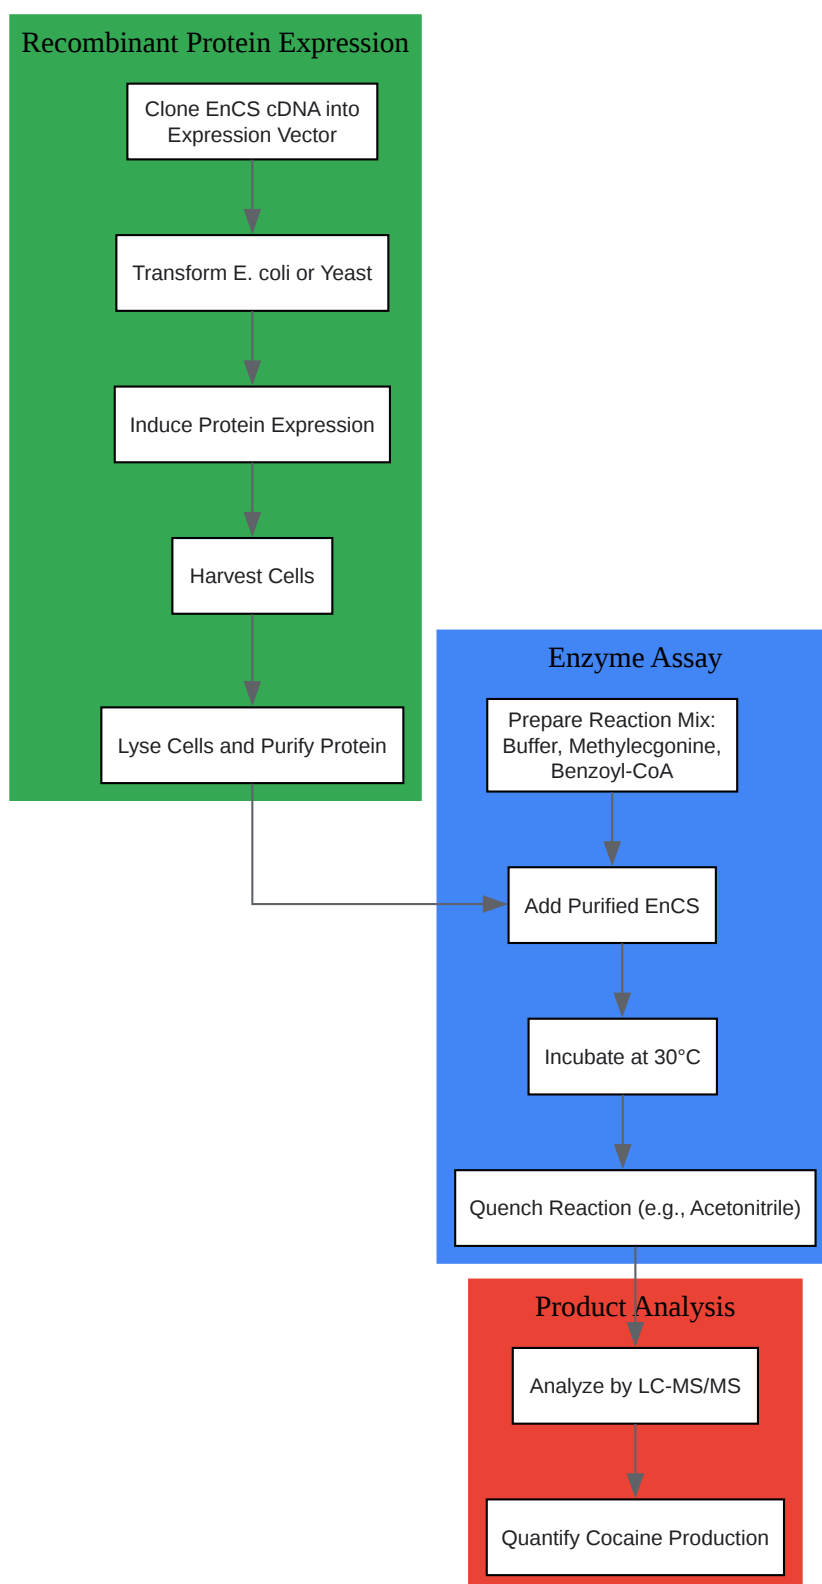 Recombinant Protein Expression
Clone EnCS cDNA into
Expression Vector
Transform E. coli or Yeast
Induce Protein Expression
Harvest Cells
Lyse Cells and Purify Protein
Enzyme Assay
Prepare Reaction Mix:
Buffer, Methylecgonine,
Benzoyl-CoA
Add Purified EnCS
Incubate at 30°C
Quench Reaction (e.g., Acetonitrile)
Product Analysis
Analyze by LC-MS/MS
Quantify Cocaine Production